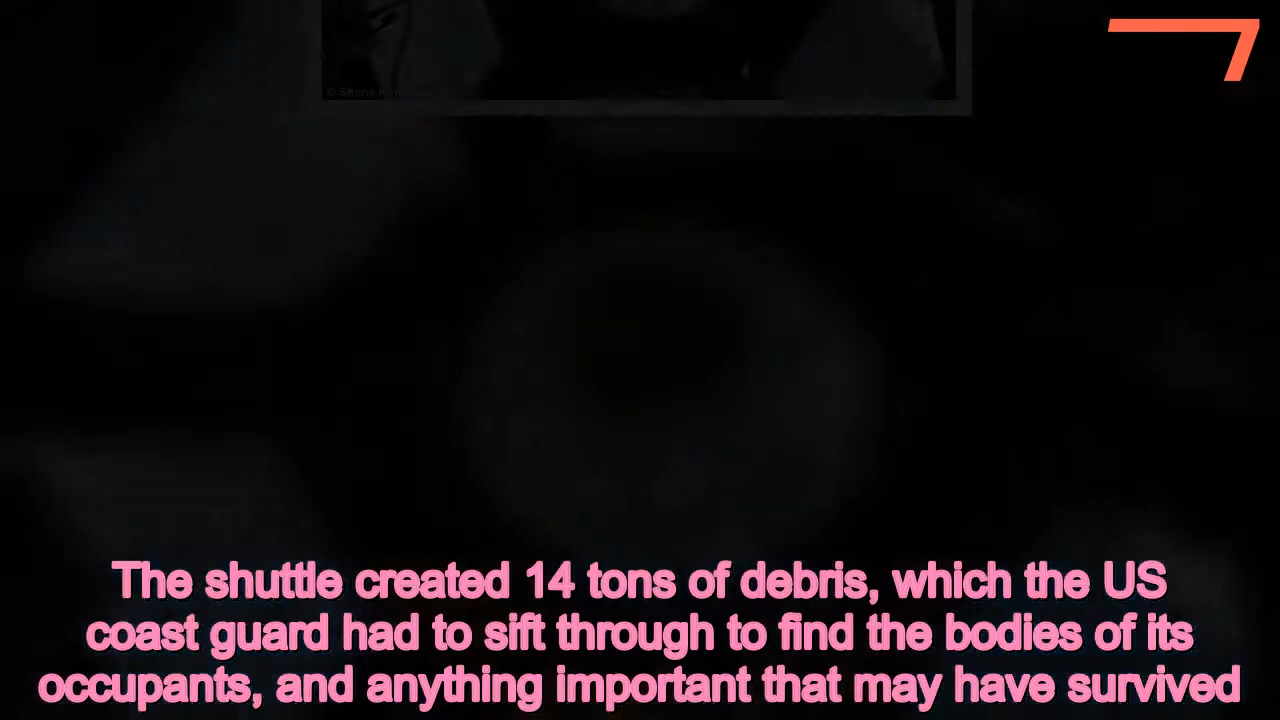 The shuttle created 14 tons of debris, which the US
coast guard had to sift through to find the bodies of its
occupants, and anything important that may have survived